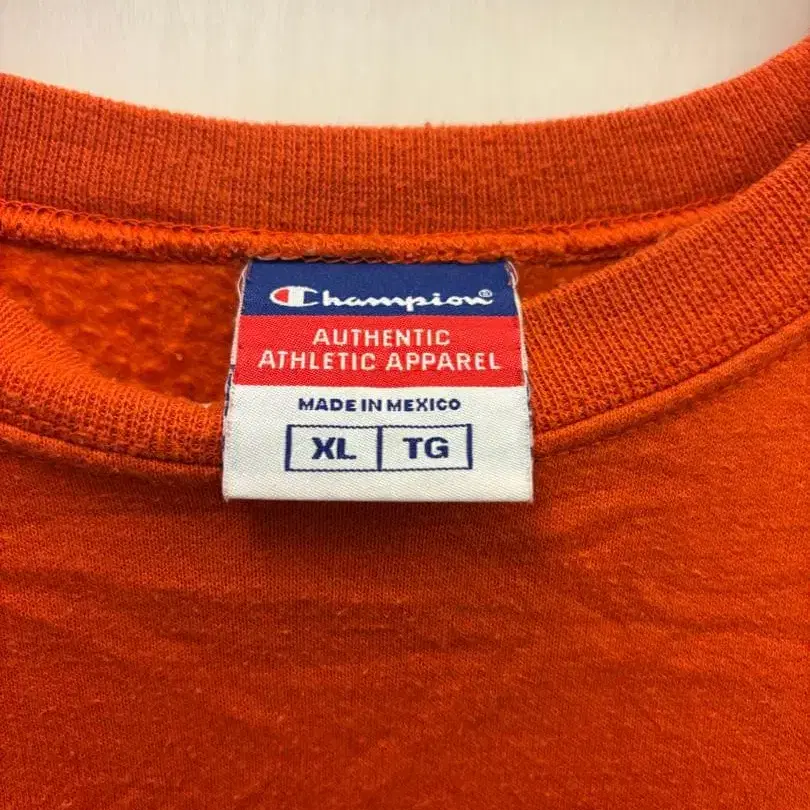 Champion®
AUTHENTIC
ATHLETIC APPAREL
MADE IN MEXICO
XL TG